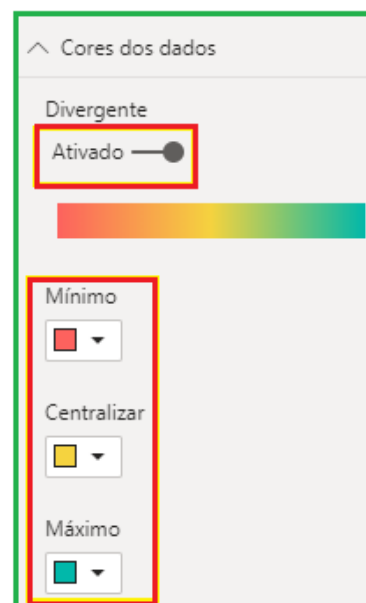 Cores dos dados
Divergente
Ativado
Mínimo
Centralizar
Máximo